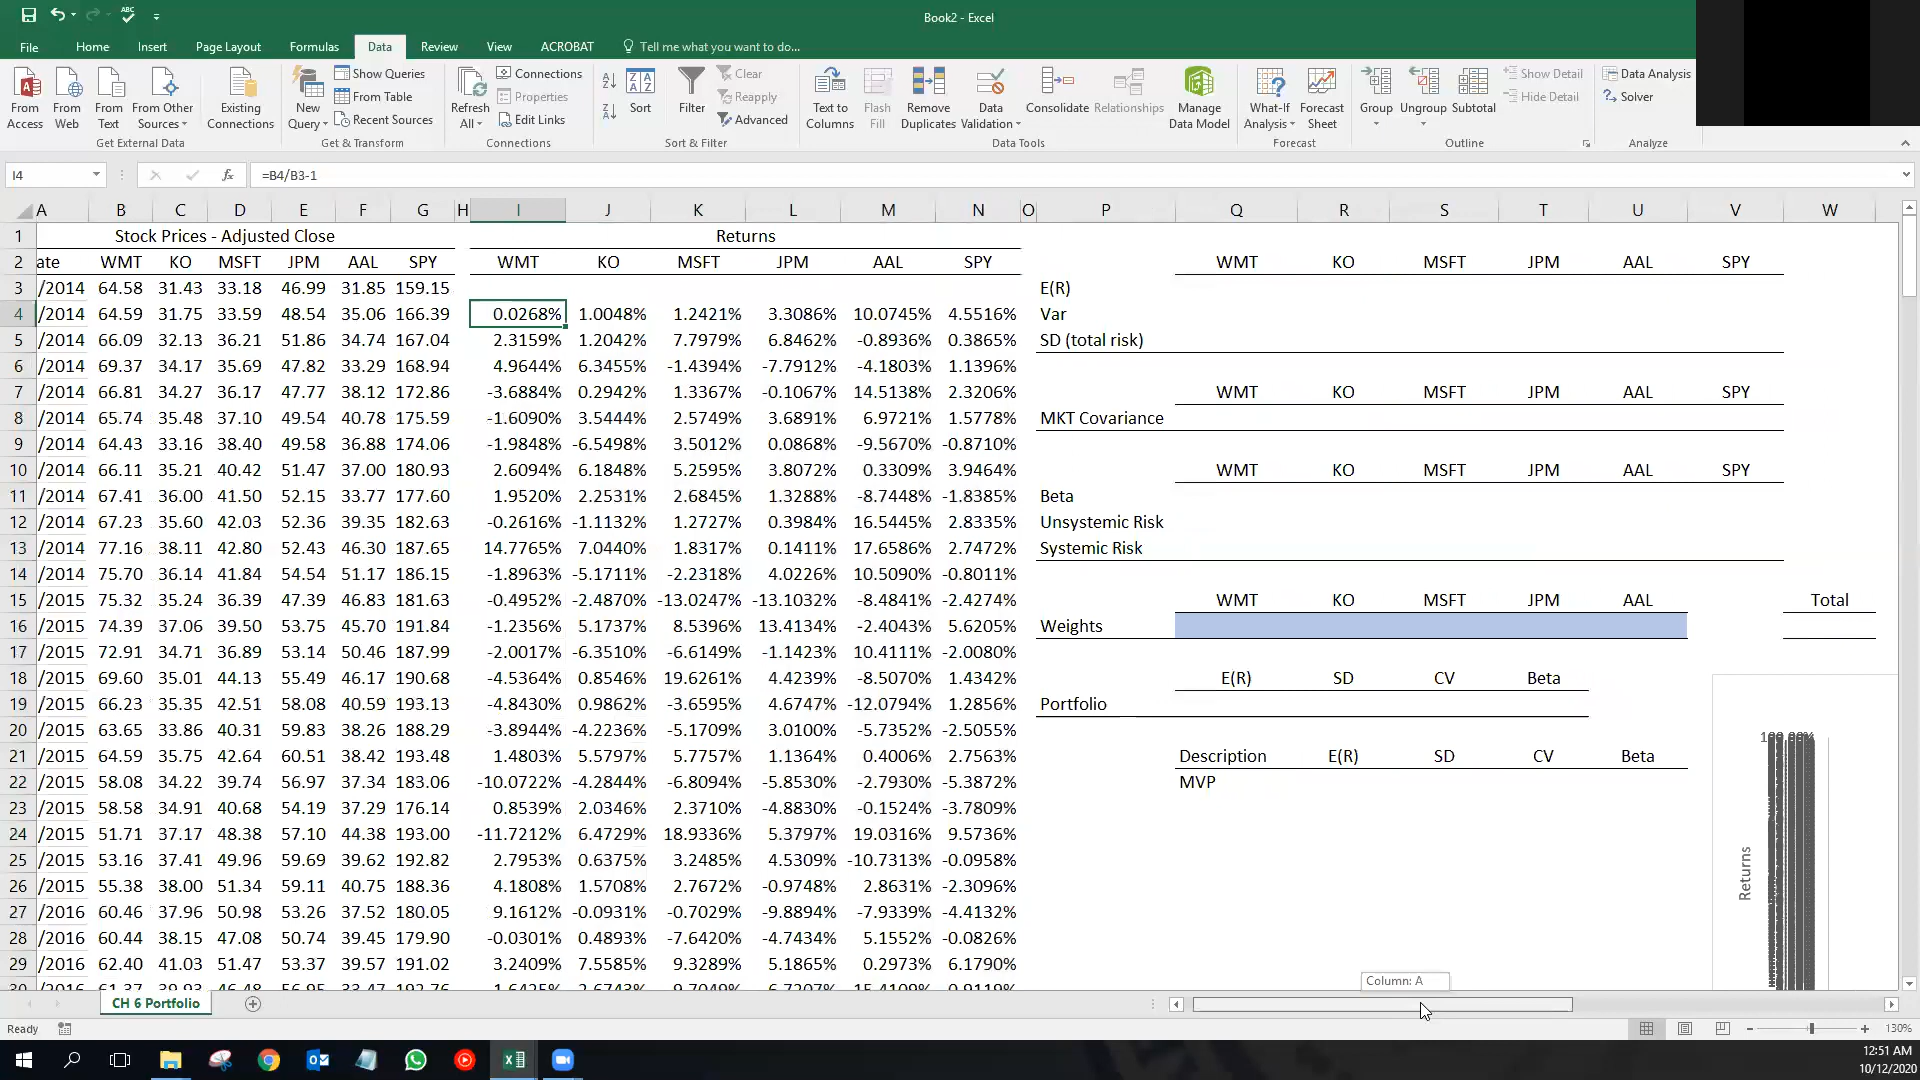 Book2 - Excel
File Home Insert Page Layout Formulas Data Review View ACROBAT Tell me what you want to do...
From Access
From Web
From Text
From Other Sources
Existing Connections
Get External Data
New Query
Show Queries
From Table
Recent Sources
Get & Transform
Refresh All
Connections
Properties
Edit Links
Connections
Sort
Filter
Clear
Reapply
Advanced
Sort & Filter
Text to Columns
Flash Fill
Remove Duplicates
Data Validation
Consolidate
Relationships
Manage Data Model
Data Tools
What-If Analysis
Forecast Sheet
Forecast
Group
Ungroup
Subtotal
Show Detail
Hide Detail
Outline
Data Analysis
Solver
Analyze
I4 fx =B4/B3-1
A B C D E F G H I J K L M N O P Q R S T U V W
1 Stock Prices - Adjusted Close Returns
2 ate WMT KO MSFT JPM AAL SPY WMT KO MSFT JPM AAL SPY WMT KO MSFT JPM AAL SPY
3 /2014 64.58 31.43 33.18 46.99 31.85 159.15 E(R)
4 /2014 64.59 31.75 33.59 48.54 35.06 166.39 0.0268% 1.0048% 1.2421% 3.3086% 10.0745% 4.5516% Var
5 /2014 66.09 32.13 36.21 51.86 34.74 167.04 2.3159% 1.2042% 7.7979% 6.8462% -0.8936% 0.3865% SD (total risk)
6 /2014 69.37 34.17 35.69 47.82 33.29 168.94 4.9644% 6.3455% -1.4394% -7.7912% -4.1803% 1.1396%
7 /2014 66.81 34.27 36.17 47.77 38.12 172.86 -3.6884% 0.2942% 1.3367% -0.1067% 14.5138% 2.3206% WMT KO MSFT JPM AAL SPY
8 /2014 65.74 35.48 37.10 49.54 40.78 175.59 -1.6090% 3.5444% 2.5749% 3.6891% 6.9721% 1.5778% MKT Covariance
9 /2014 64.43 33.16 38.40 49.58 36.88 174.06 -1.9848% -6.5498% 3.5012% 0.0868% -9.5670% -0.8710%
10 /2014 66.11 35.21 40.42 51.47 37.00 180.93 2.6094% 6.1848% 5.2595% 3.8072% 0.3309% 3.9464% WMT KO MSFT JPM AAL SPY
11 /2014 67.41 36.00 41.50 52.15 33.77 177.60 1.9520% 2.2531% 2.6845% 1.3288% -8.7448% -1.8385% Beta
12 /2014 67.23 35.60 42.03 52.36 39.35 182.63 -0.2616% -1.1132% 1.2727% 0.3984% 16.5445% 2.8335% Unsystemic Risk
13 /2014 77.16 38.11 42.80 52.43 46.30 187.65 14.7765% 7.0440% 1.8317% 0.1411% 17.6586% 2.7472% Systemic Risk
14 /2014 75.70 36.14 41.84 54.54 51.17 186.15 -1.8963% -5.1711% -2.2318% 4.0226% 10.5090% -0.8011%
15 /2015 75.32 35.24 36.39 47.39 46.83 181.63 -0.4952% -2.4870% -13.0247% -13.1032% -8.4841% -2.4274% WMT KO MSFT JPM AAL Total
16 /2015 74.39 37.06 39.50 53.75 45.70 191.84 -1.2356% 5.1737% 8.5396% 13.4134% -2.4043% 5.6205% Weights
17 /2015 72.91 34.71 36.89 53.14 50.46 187.99 -2.0017% -6.3510% -6.6149% -1.1423% 10.4111% -2.0080%
18 /2015 69.60 35.01 44.13 55.49 46.17 190.68 -4.5364% 0.8546% 19.6261% 4.4239% -8.5070% 1.4342% E(R) SD CV Beta
19 /2015 66.23 35.35 42.51 58.08 40.59 193.13 -4.8430% 0.9862% -3.6595% 4.6747% -12.0794% 1.2856% Portfolio
20 /2015 63.65 33.86 40.31 59.83 38.26 188.29 -3.8944% -4.2236% -5.1709% 3.0100% -5.7352% -2.5055%
21 /2015 64.59 35.75 42.64 60.51 38.42 193.48 1.4803% 5.5797% 5.7757% 1.1364% 0.4006% 2.7563% Description E(R) SD CV Beta
22 /2015 58.08 34.22 39.74 56.97 37.34 183.06 -10.0722% -4.2844% -6.8094% -5.8530% -2.7930% -5.3872% MVP
23 /2015 58.58 34.91 40.68 54.19 37.29 176.14 0.8539% 2.0346% 2.3710% -4.8830% -0.1524% -3.7809%
24 /2015 51.71 37.17 48.38 57.10 44.38 193.00 -11.7212% 6.4729% 18.9336% 5.3797% 19.0316% 9.5736%
25 /2015 53.16 37.41 49.96 59.69 39.62 192.82 2.7953% 0.6375% 3.2485% 4.5309% -10.7313% -0.0958%
26 /2015 55.38 38.00 51.34 59.11 40.75 188.36 4.1808% 1.5708% 2.7672% -0.9748% 2.8631% -2.3096%
27 /2016 60.46 37.96 50.98 53.26 37.52 180.05 9.1612% -0.0931% -0.7029% -9.8894% -7.9339% -4.4132%
28 /2016 60.44 38.15 47.08 50.74 39.45 179.90 -0.0301% 0.4893% -7.6420% -4.7434% 5.1552% -0.0826%
29 /2016 62.40 41.03 51.47 53.37 39.57 191.02 3.2409% 7.5585% 9.3289% 5.1865% 0.2973% 6.1790%
Returns
Column: A
CH 6 Portfolio
Ready 130%
12:51 AM
10/12/2020